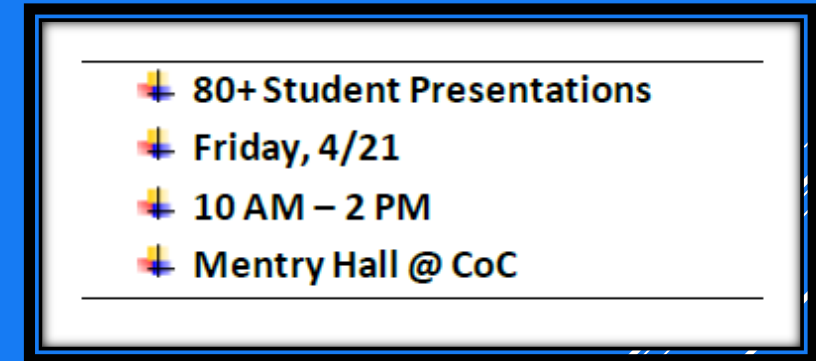 80+ Student Presentations
Friday, 4/21
10 AM – 2 PM
Mentry Hall @ CoC